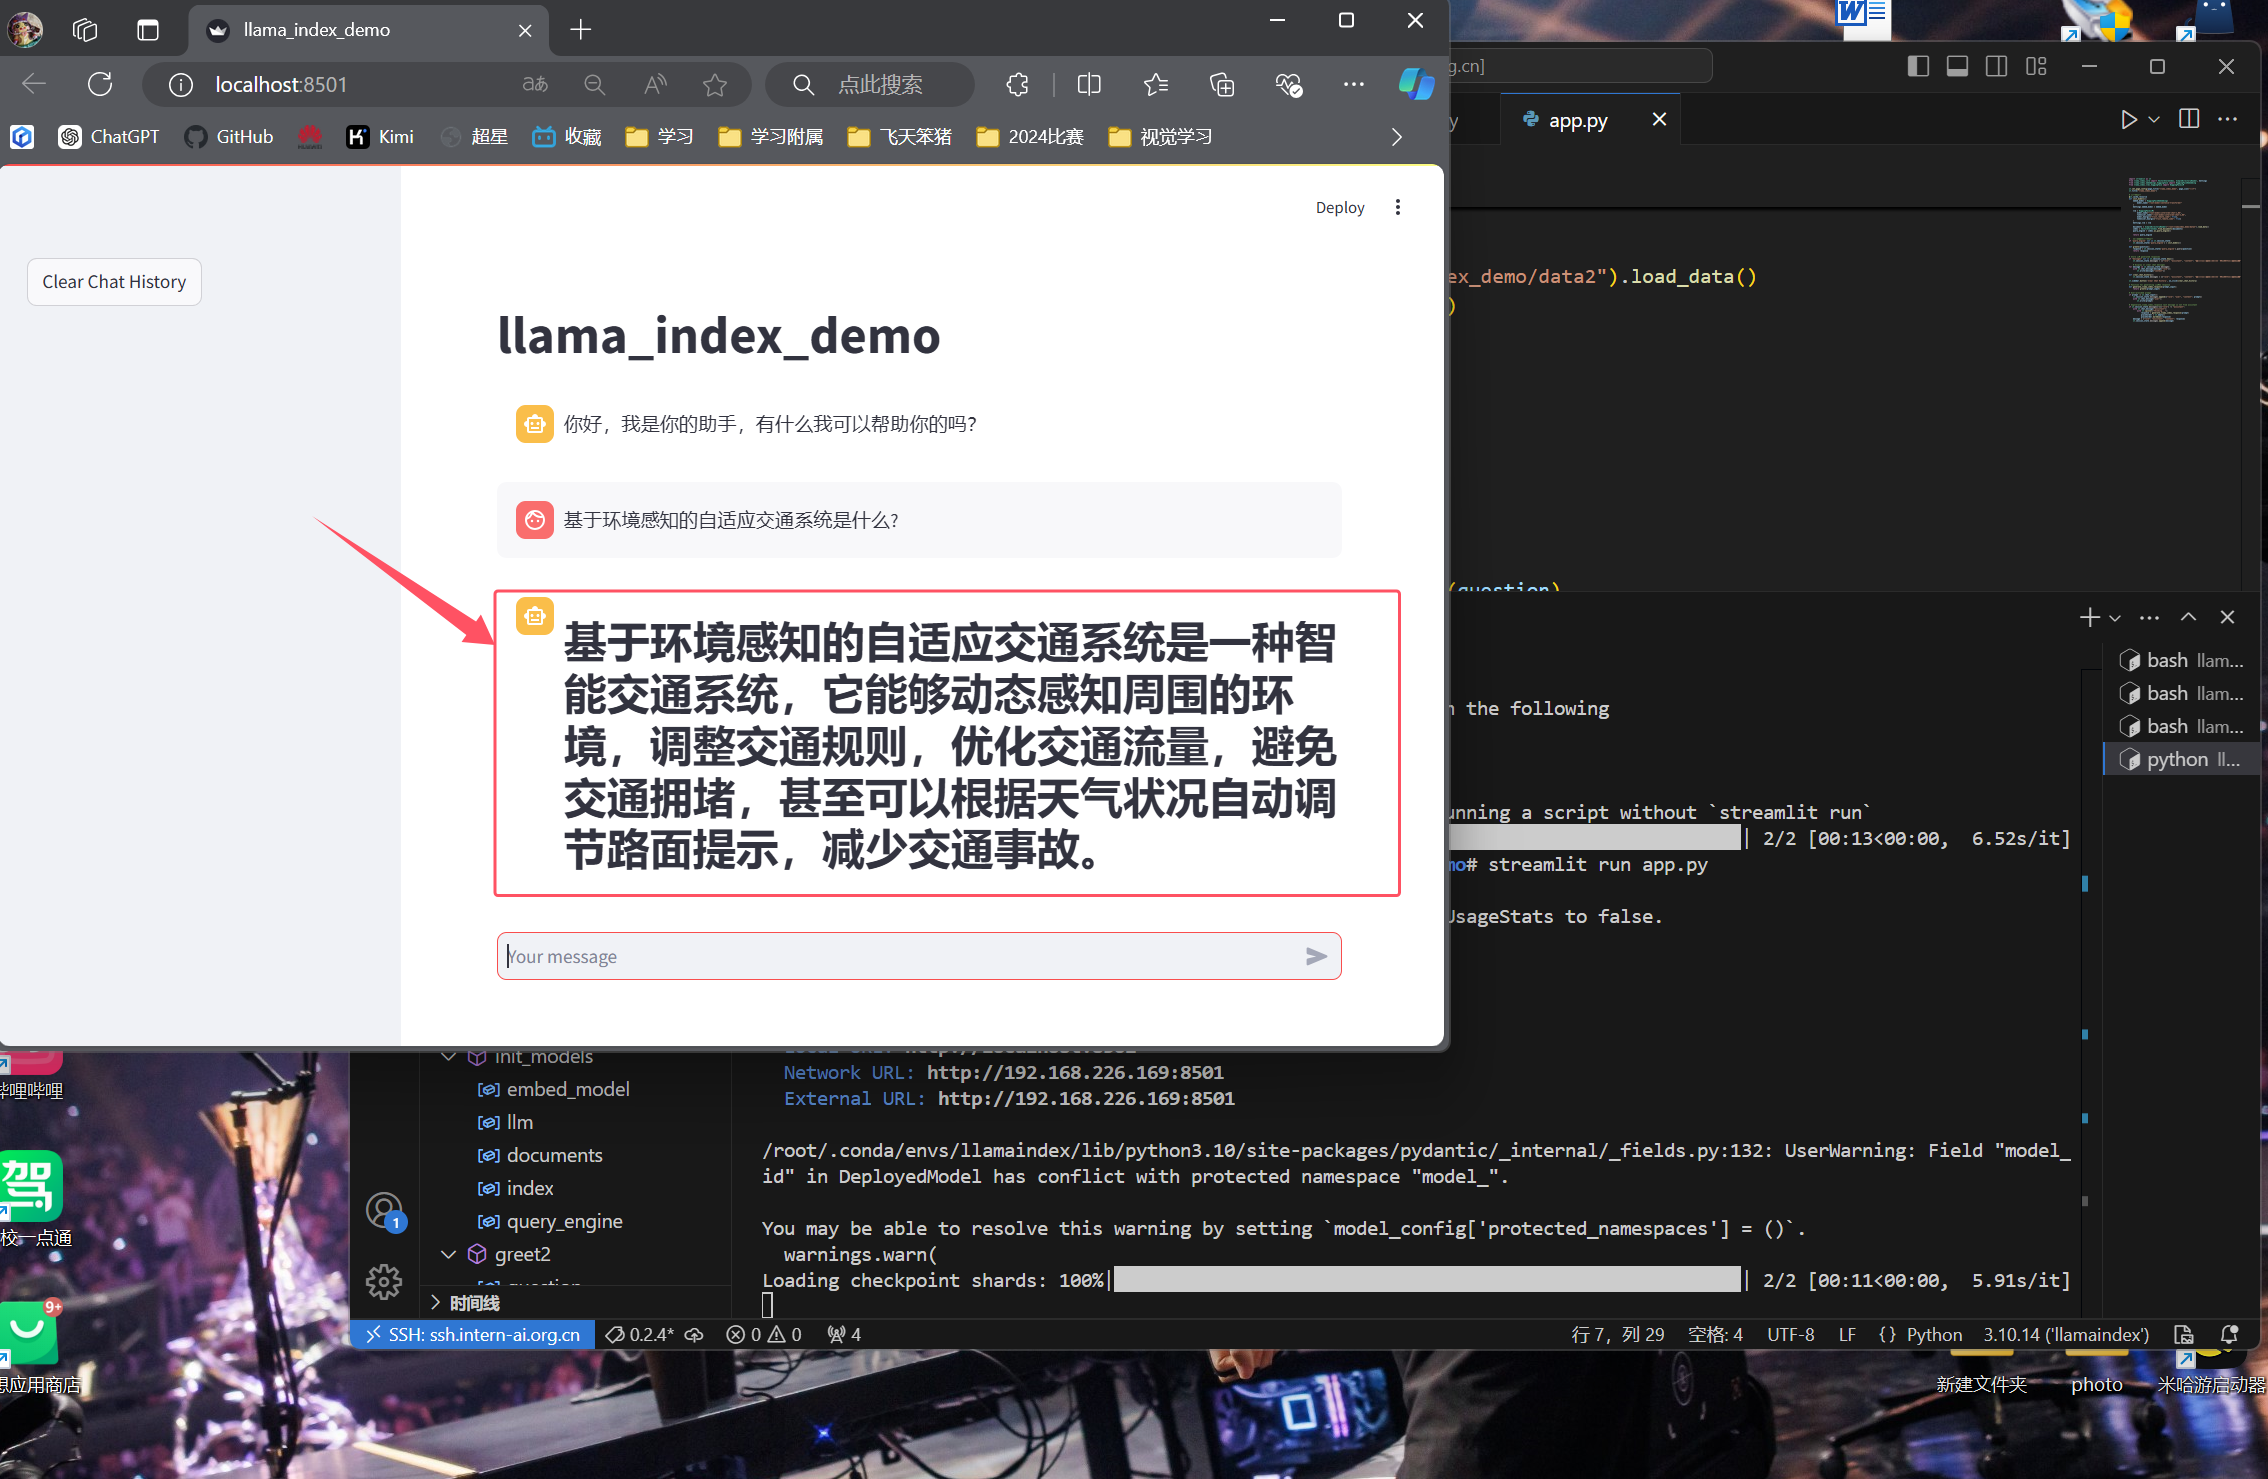 llama_index_demo
localhost:8501
点此搜索
ChatGPT
GitHub
Kimi
超星
收藏
学习
学习附属
飞天笨猪
2024比赛
视觉学习
Deploy
Clear Chat History
llama_index_demo
你好，我是你的助手，有什么我可以帮助你的吗？
基于环境感知的自适应交通系统是什么？
基于环境感知的自适应交通系统是一种智
能交通系统，它能够动态感知周围的环
境，调整交通规则，优化交通流量，避免
交通拥堵，甚至可以根据天气状况自动调
节路面提示，减少交通事故。
Your message
g.cn]
y
app.py
ex_demo/data2").load_data()
)
(question)
n the following
unning a script without `streamlit run`
| 2/2 [00:13<00:00,  6.52s/it]
mo# streamlit run app.py
UsageStats to false.
bash llam...
bash llam...
bash llam...
python ll...
init_models
embed_model
llm
documents
index
query_engine
greet2
question
时间线
Network URL: http://192.168.226.169:8501
External URL: http://192.168.226.169:8501
/root/.conda/envs/llamaindex/lib/python3.10/site-packages/pydantic/_internal/_fields.py:132: UserWarning: Field "model_
id" in DeployedModel has conflict with protected namespace "model_".
You may be able to resolve this warning by setting `model_config['protected_namespaces'] = ()`.
warnings.warn(
Loading checkpoint shards: 100%| | 2/2 [00:11<00:00,  5.91s/it]
1
SSH: ssh.intern-ai.org.cn
0.2.4*
0
0
4
行 7，列 29
空格: 4
UTF-8
LF
{ } Python
3.10.14 ('llamaindex')
哔哩哔哩
驾
校一点通
9+
想应用商店
新建文件夹
photo
米哈游启动器